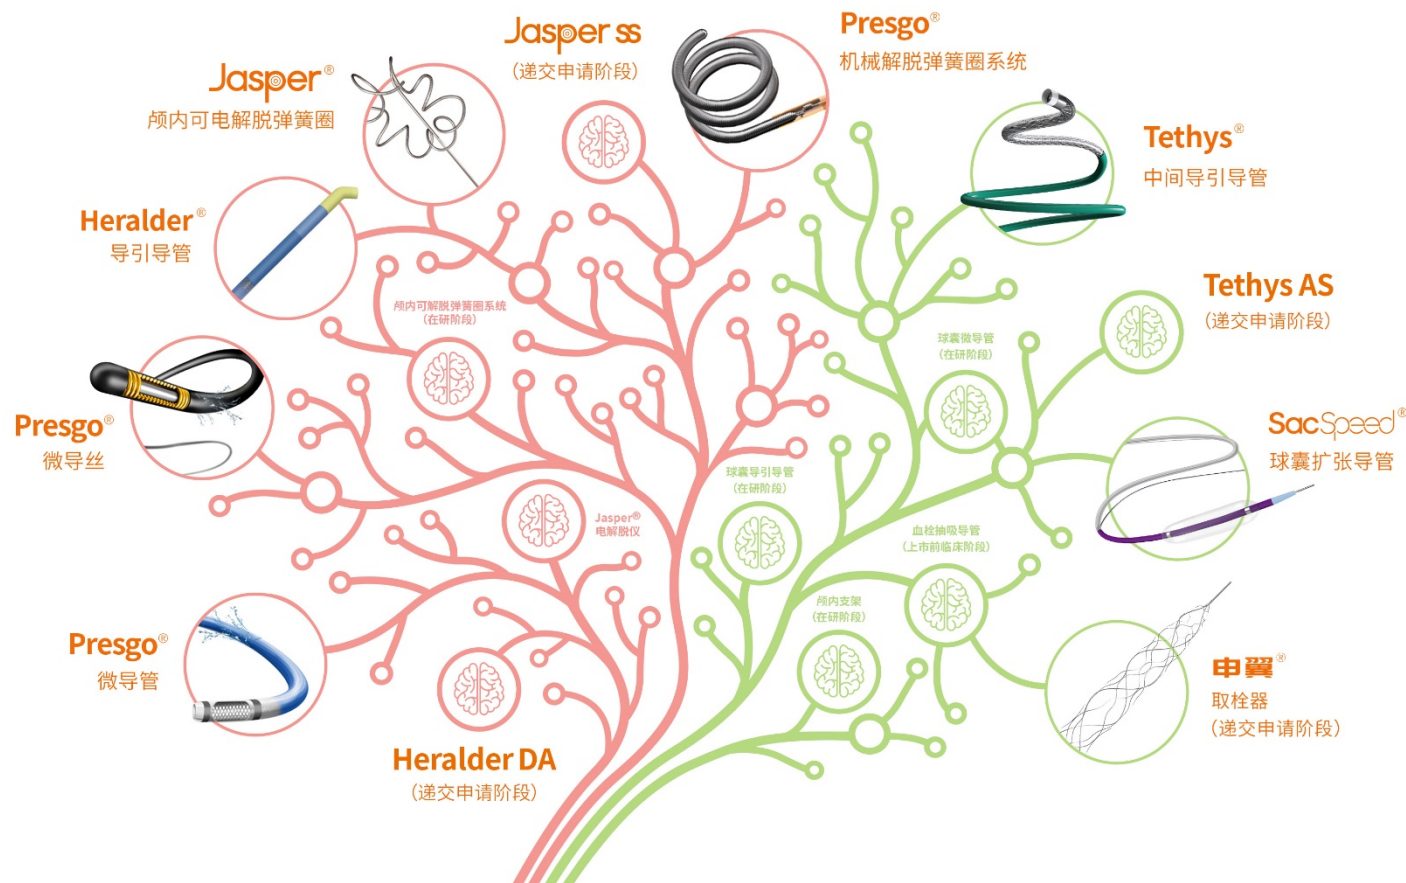 Jasper®
颅内可电解脱弹簧圈
Jasper ss
（递交申请阶段）
Presgo®
机械解脱弹簧圈系统
Tethys®
中间导引导管
Heralder®
导引导管
Tethys AS
（递交申请阶段）
颅内可解脱弹簧圈系统
（在研阶段）
球囊微导管
（在研阶段）
Presgo®
微导丝
SacSpeed®
球囊扩张导管
球囊导引导管
（在研阶段）
Jasper®
电解脱仪
血栓抽吸导管
（上市前临床阶段）
颅内支架
（在研阶段）
Presgo®
微导管
申翼®
取栓器
（递交申请阶段）
Heralder DA
（递交申请阶段）